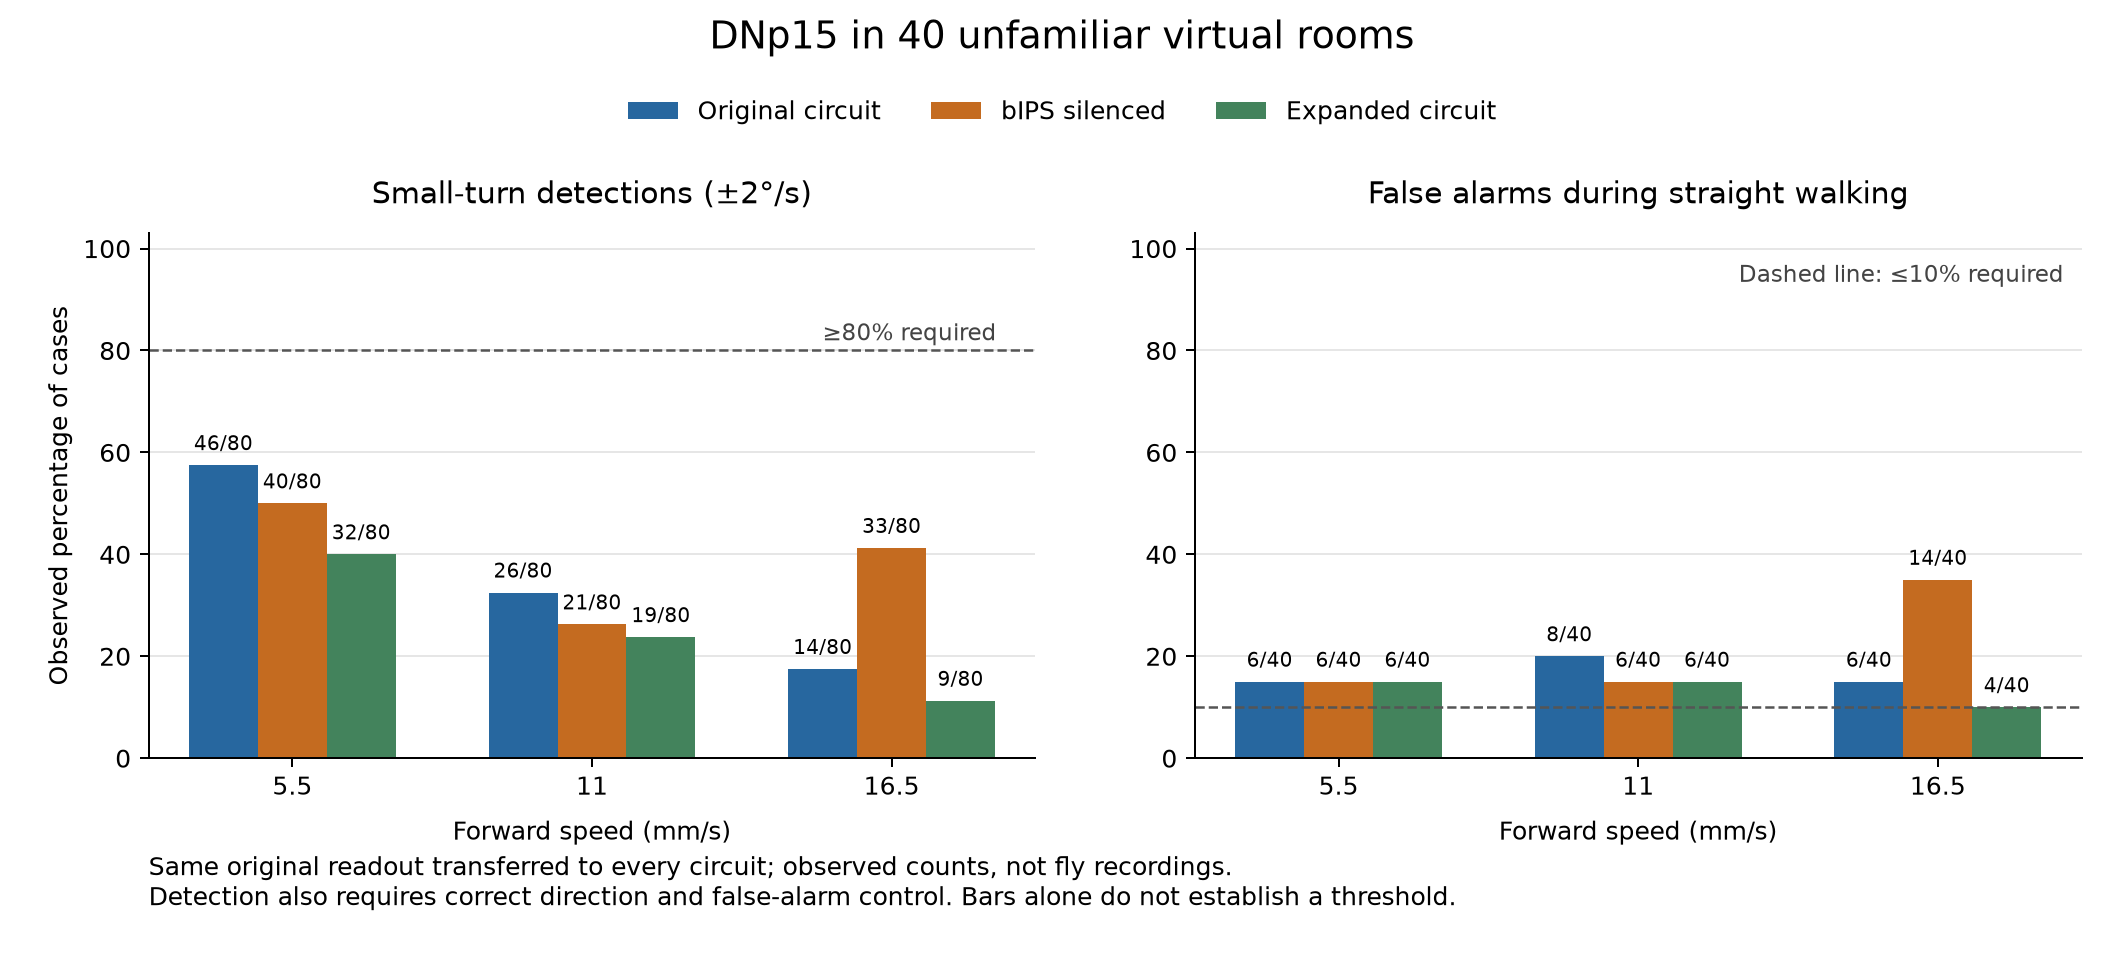 DNp15 in 40 unfamiliar virtual rooms
Original circuit bIPS silenced Expanded circuit
Small-turn detections (±2°/s)
Observed percentage of cases
100
80
60
40
20
0
≥80% required
46/80
40/80
32/80
26/80
21/80
19/80
14/80
33/80
9/80
5.5 11 16.5
Forward speed (mm/s)
False alarms during straight walking
100
80
60
40
20
0
Dashed line: ≤10% required
6/40
6/40
6/40
8/40
6/40
6/40
6/40
14/40
4/40
5.5 11 16.5
Forward speed (mm/s)
Same original readout transferred to every circuit; observed counts, not fly recordings.
Detection also requires correct direction and false-alarm control. Bars alone do not establish a threshold.